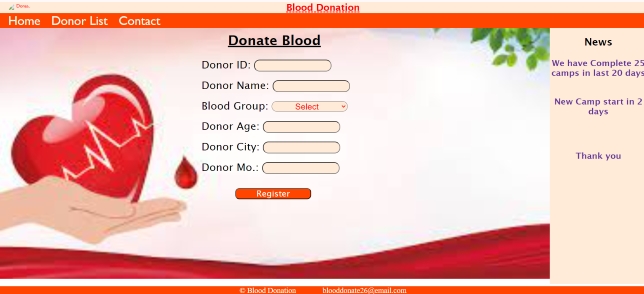 Blood Donation
Home Donor List Contact
Donate Blood
Donor ID:
Donor Name:
Blood Group: Select
Donor Age:
Donor City:
Donor Mo.:
Register
News
We have Complete 25
camps in last 20 days
New Camp start in 2
days
Thank you
© Blood Donation blooddonate26@email.com